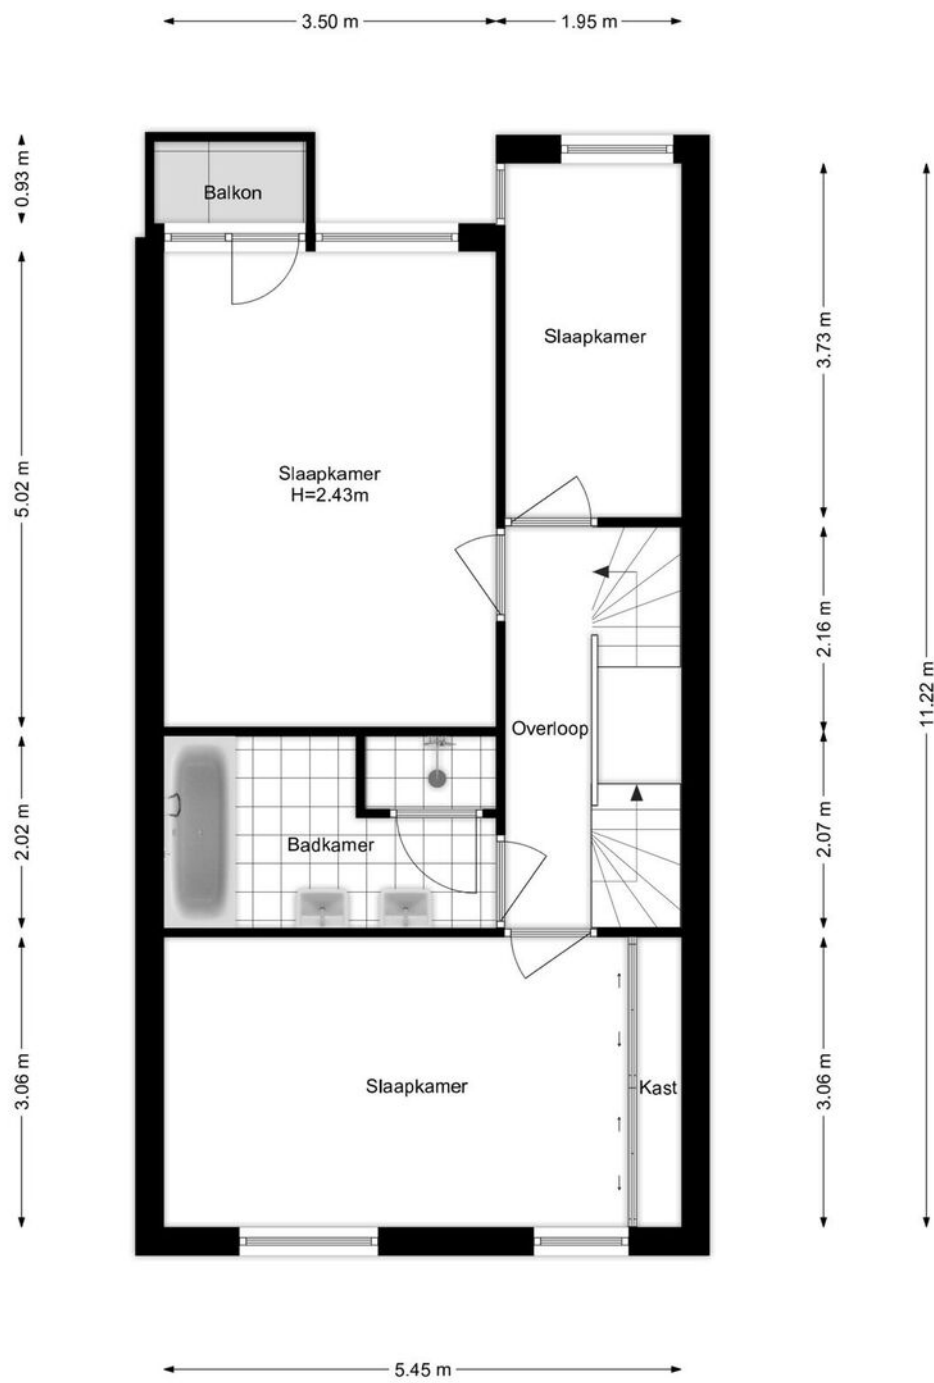 3.50 m
1.95 m
0.93 m
Balkon
Slaapkamer
3.73 m
5.02 m
Slaapkamer
H=2.43m
2.16 m
11.22 m
Overloop
2.02 m
Badkamer
2.07 m
3.06 m
Slaapkamer
Kast
3.06 m
5.45 m